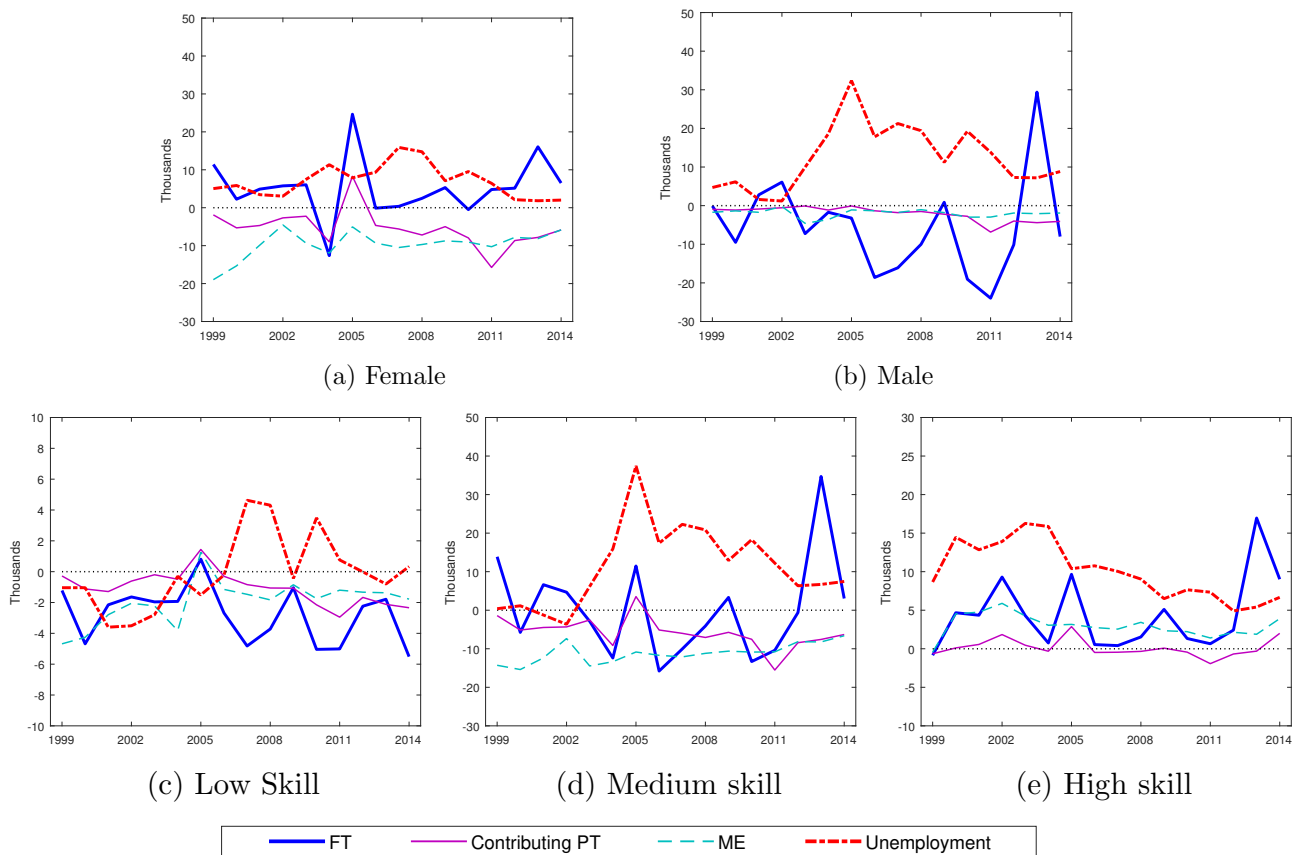 50
40
30
20
10
0
-10
-20
-30
Thousands
1999 2002 2005 2008 2011 2014
(a) Female
50
40
30
20
10
0
-10
-20
-30
Thousands
1999 2002 2005 2008 2011 2014
(b) Male
10
8
6
4
2
0
-2
-4
-6
-8
-10
Thousands
1999 2002 2005 2008 2011 2014
(c) Low Skill
50
40
30
20
10
0
-10
-20
-30
Thousands
1999 2002 2005 2008 2011 2014
(d) Medium skill
30
25
20
15
10
5
0
-5
-10
Thousands
1999 2002 2005 2008 2011 2014
(e) High skill
FT Contributing PT ME Unemployment